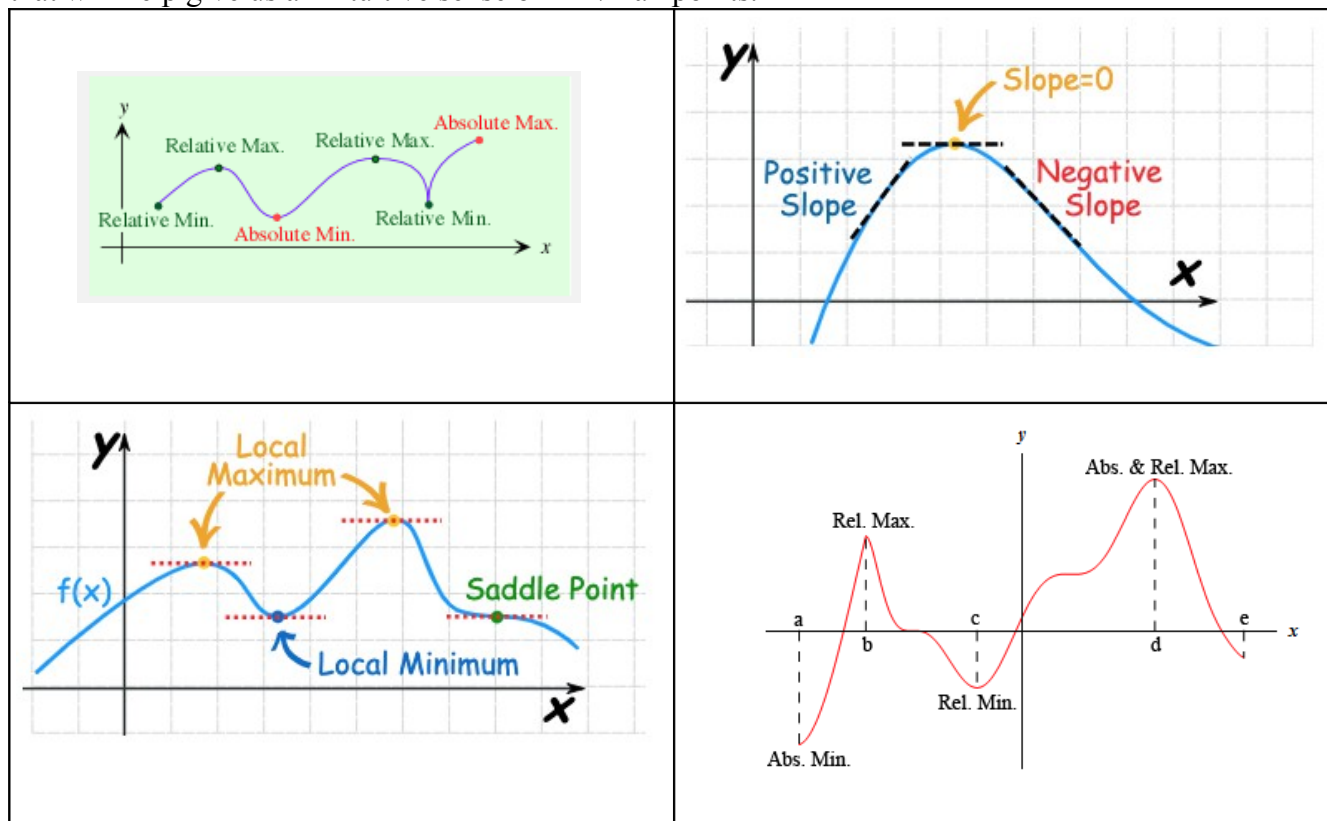 y
Relative Max.
Relative Max.
Absolute Max.
Relative Min.
Absolute Min.
Relative Min.
x
y
Slope=0
Positive
Slope
Negative
Slope
x
y
Local
Maximum
f(x)
Saddle Point
Local Minimum
x
y
Abs. & Rel. Max.
Rel. Max.
a
b
c
d
e
x
Rel. Min.
Abs. Min.